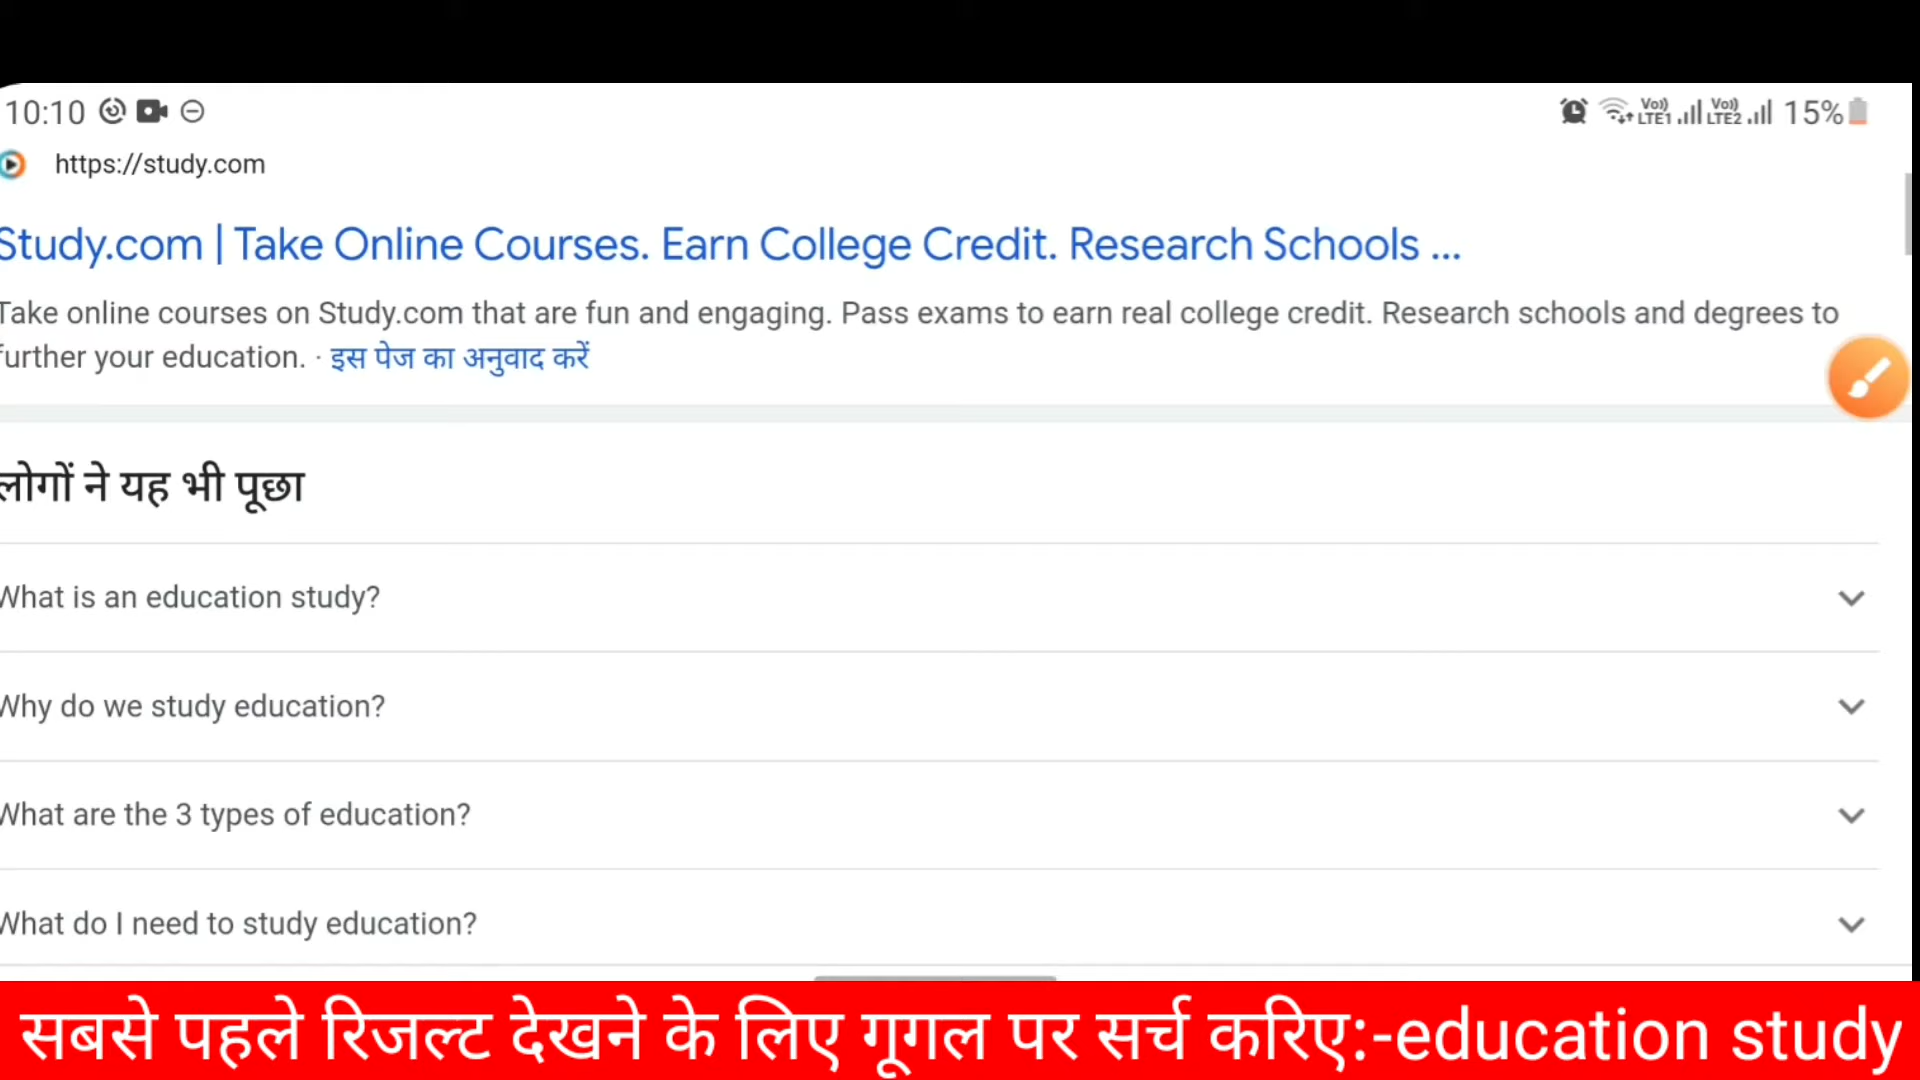 10:10
Vo)) LTE1 Vo)) LTE2 15%
https://study.com
Study.com | Take Online Courses. Earn College Credit. Research Schools ...
Take online courses on Study.com that are fun and engaging. Pass exams to earn real college credit. Research schools and degrees to
further your education. · इस पेज का अनुवाद करें
लोगों ने यह भी पूछा
What is an education study?
Why do we study education?
What are the 3 types of education?
What do I need to study education?
सबसे पहले रिजल्ट देखने के लिए गूगल पर सर्च करिए:-education study